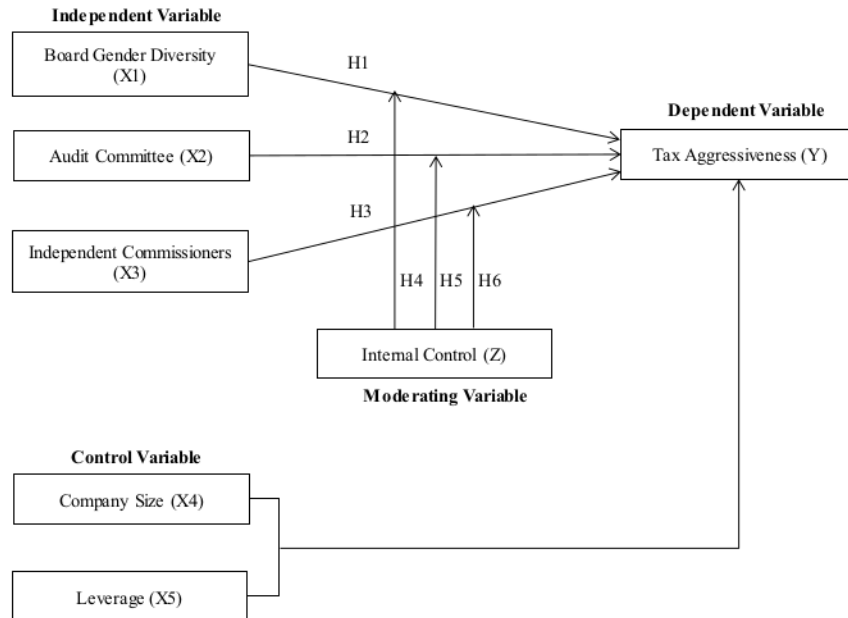 Independent Variable
Board Gender Diversity
(X1)
H1
Dependent Variable
Audit Committee (X2)
H2
Tax Aggressiveness (Y)
H3
Independent Commissioners
(X3)
H4
H5
H6
Internal Control (Z)
Moderating Variable
Control Variable
Company Size (X4)
Leverage (X5)